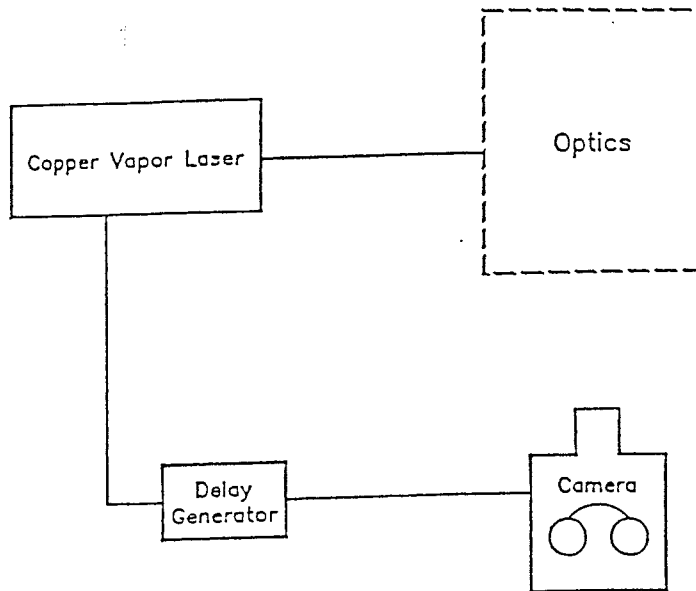 Optics
Copper Vapor Laser
Delay
Generator
Camera